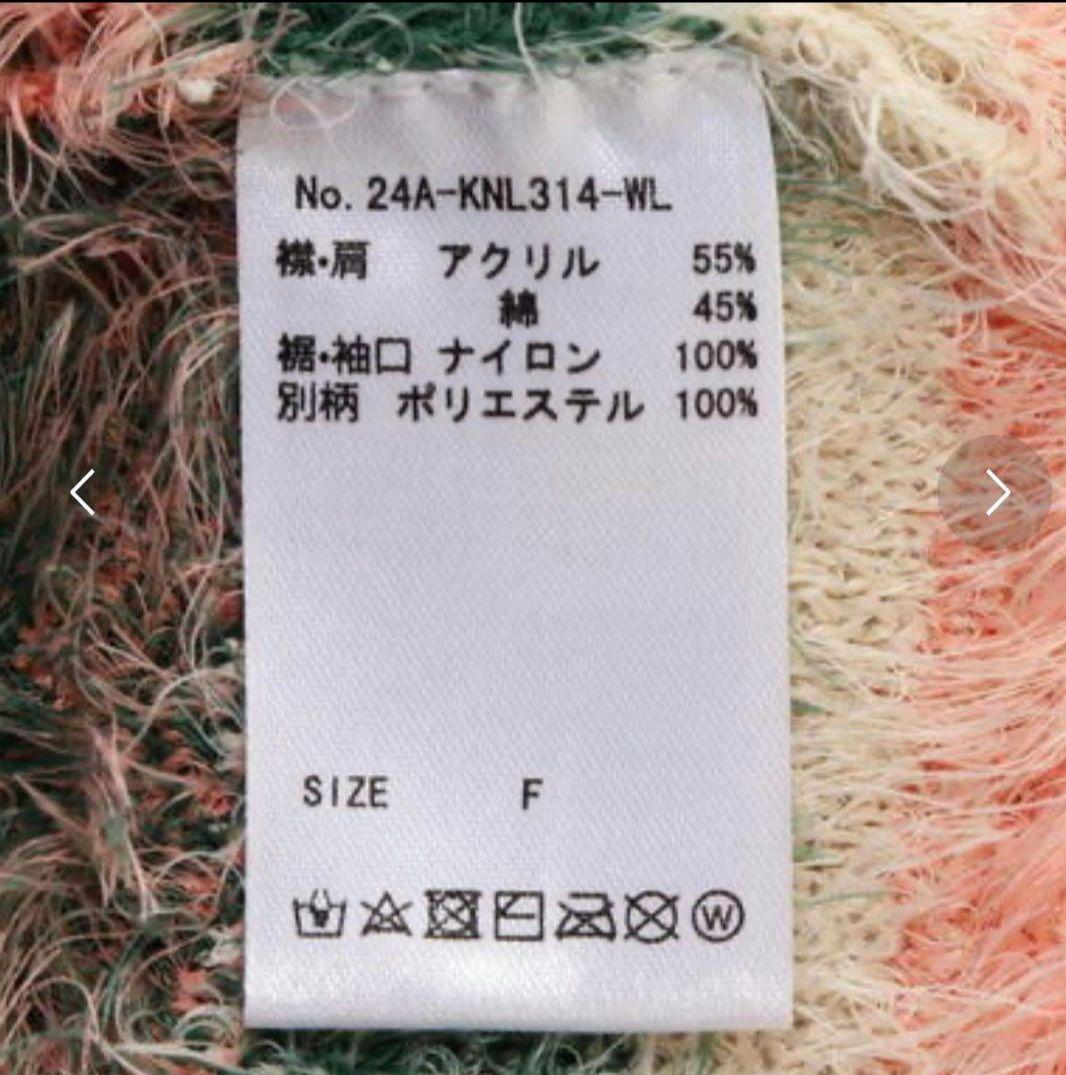 No. 24A-KNL314-WL
襟・肩 アクリル 55%
綿 45%
裾・袖口 ナイロン 100%
別柄 ポリエステル 100%
SIZE F
W